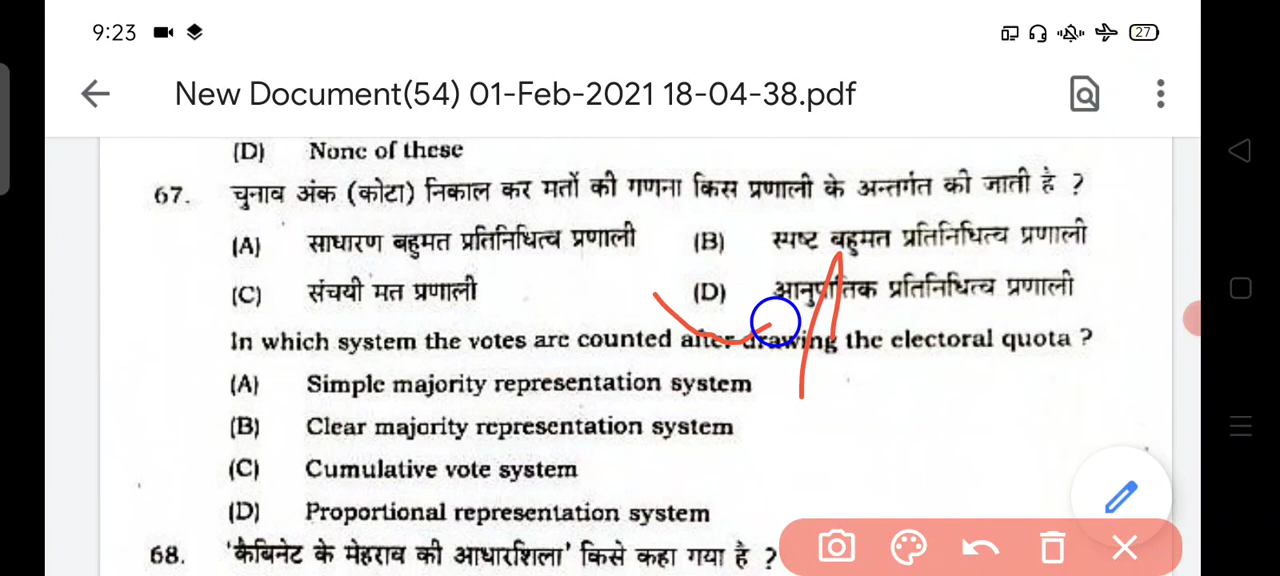 9:23
27
New Document(54) 01-Feb-2021 18-04-38.pdf
(D) None of these
67. चुनाव अंक (कोटा) निकाल कर मतों की गणना किस प्रणाली के अन्तर्गत की जाती है ?
(A) साधारण बहुमत प्रतिनिधित्व प्रणाली (B) स्पष्ट बहुमत प्रतिनिधित्व प्रणाली
(C) संचयी मत प्रणाली (D) आनुपातिक प्रतिनिधित्व प्रणाली
In which system the votes are counted after drawing the electoral quota ?
(A) Simple majority representation system
(B) Clear majority representation system
(C) Cumulative vote system
(D) Proportional representation system
68. 'कैबिनेट के मेहराव की आधारशिला' किसे कहा गया है ?